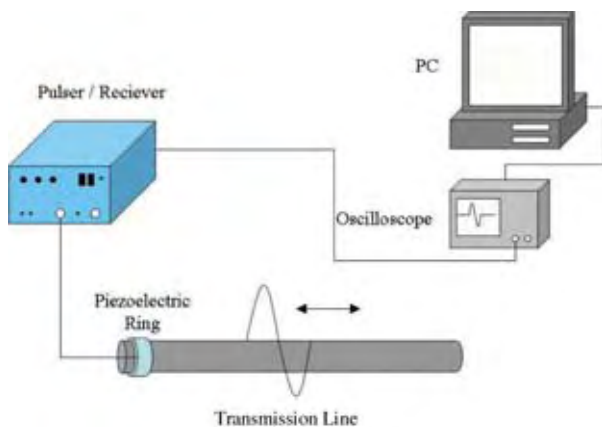 PC
Pulser / Reciever
Oscilloscope
Piezoelectric
Ring
Transmission Line